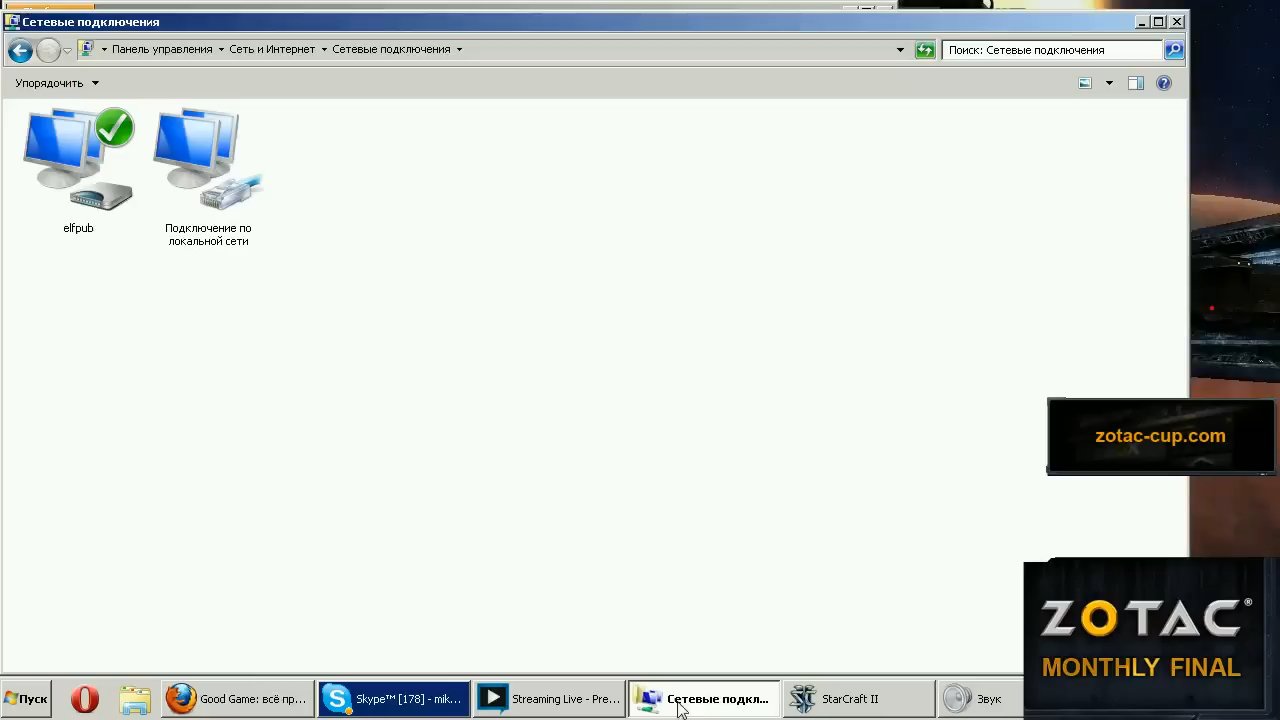 Сетевые подключения
Панель управления
Сеть и Интернет
Сетевые подключения
Поиск: Сетевые подключения
Упорядочить
elfpub
Подключение по
локальной сети
zotac-cup.com
ZOTAC®
MONTHLY FINAL
Пуск
Good Game: всё пр...
Skype™ [178] - mik...
Streaming Live - Pre...
Сетевые подкл...
StarCraft II
Звук